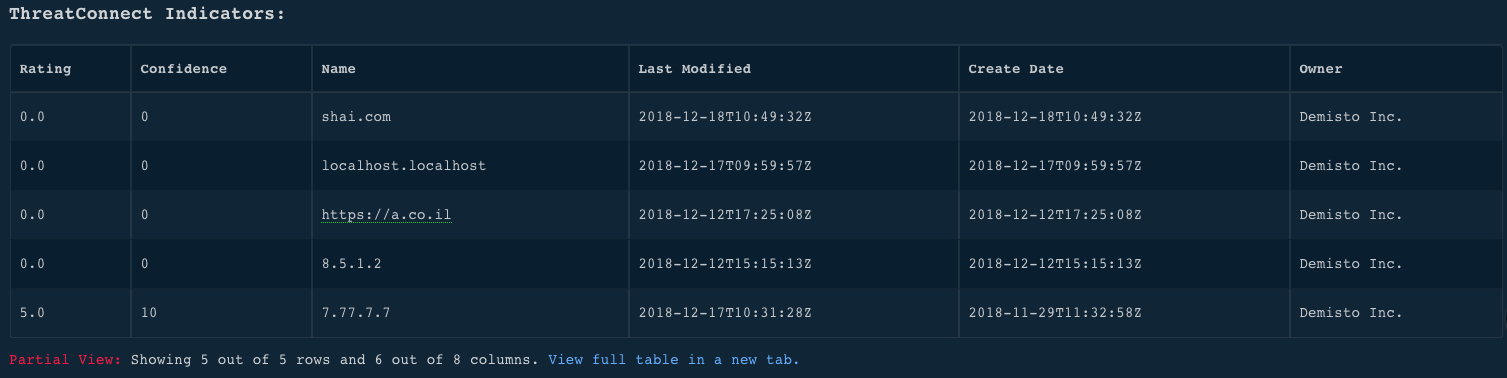 ThreatConnect Indicators:
Rating Confidence Name Last Modified Create Date Owner
0.0 0 shai.com 2018-12-18T10:49:32Z 2018-12-18T10:49:32Z Demisto Inc.
0.0 0 localhost.localhost 2018-12-17T09:59:57Z 2018-12-17T09:59:57Z Demisto Inc.
0.0 0 https://a.co.il 2018-12-12T17:25:08Z 2018-12-12T17:25:08Z Demisto Inc.
0.0 0 8.5.1.2 2018-12-12T15:15:13Z 2018-12-12T15:15:13Z Demisto Inc.
5.0 10 7.77.7.7 2018-12-17T10:31:28Z 2018-11-29T11:32:58Z Demisto Inc.
Partial View: Showing 5 out of 5 rows and 6 out of 8 columns. View full table in a new tab.